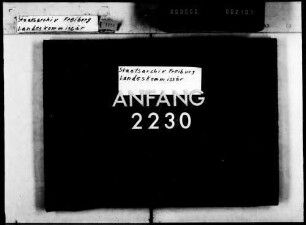 Staatsarchiv Freiburg
Landeskommissär
Staatsarchiv Freiburg
Landeskommissär
ANFANG
2230